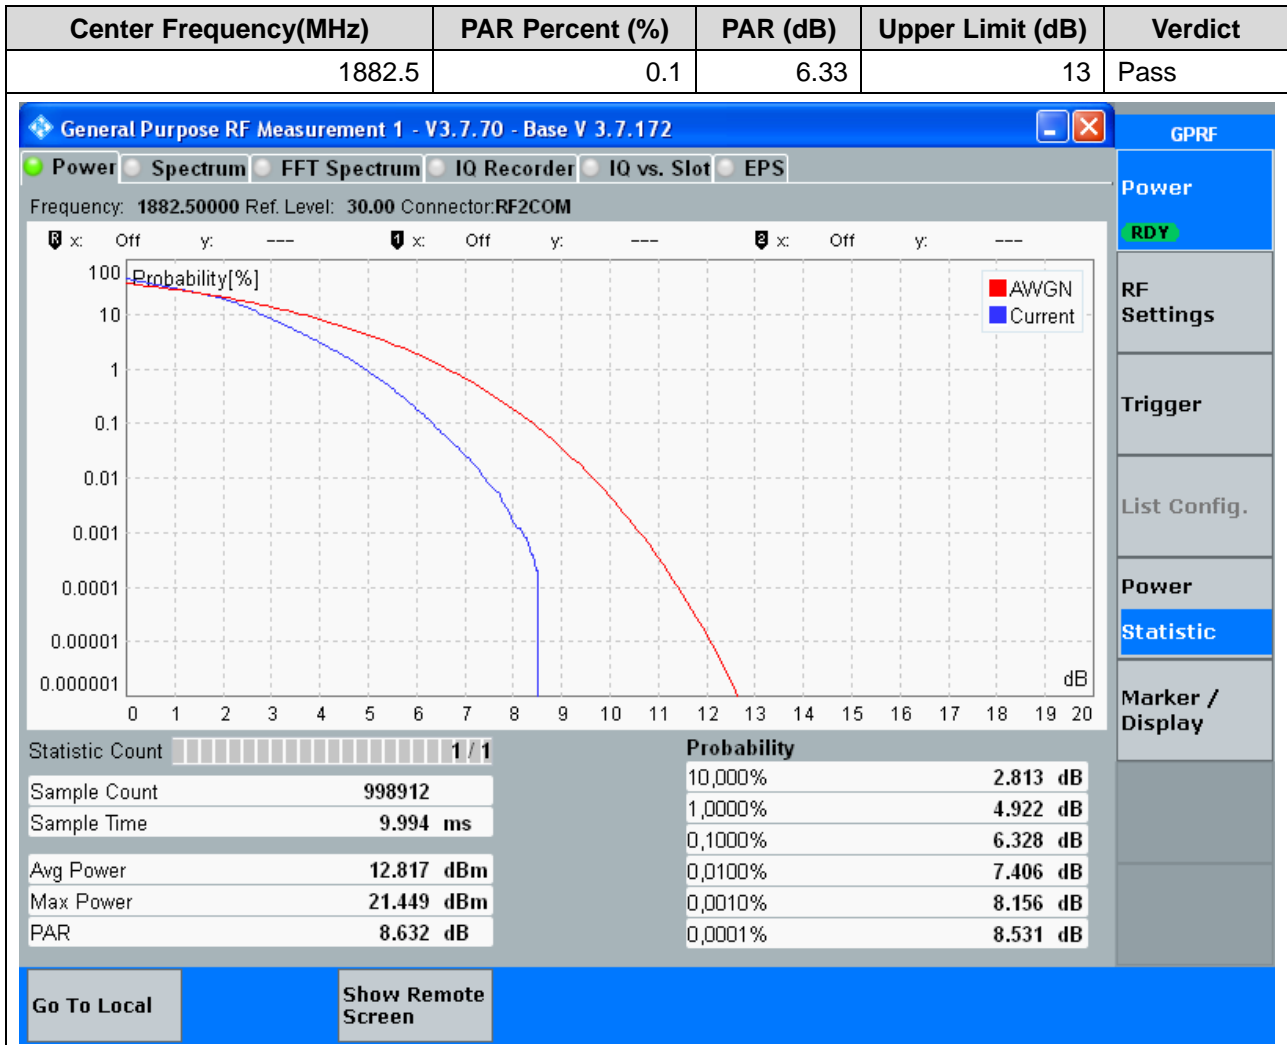 Center Frequency(MHz) PAR Percent (%) PAR (dB) Upper Limit (dB) Verdict
1882.5 0.1 6.33 13 Pass
General Purpose RF Measurement 1 - V3.7.70 - Base V 3.7.172
GPRF
Power Spectrum FFT Spectrum IQ Recorder IQ vs. Slot EPS
Power
RDY
Frequency: 1882.50000 Ref. Level: 30.00 Connector:RF2COM
R x: Off y: --- 1 x: Off y: --- 2 x: Off y: ---
Probability[%]
AWGN
Current
100
10
1
0.1
0.01
0.001
0.0001
0.00001
0.000001
dB
0 1 2 3 4 5 6 7 8 9 10 11 12 13 14 15 16 17 18 19 20
RF
Settings
Trigger
List Config.
Power
Statistic
Marker /
Display
Statistic Count 1 / 1
Sample Count 998912
Sample Time 9.994 ms
Avg Power 12.817 dBm
Max Power 21.449 dBm
PAR 8.632 dB
Probability
10,000% 2.813 dB
1,0000% 4.922 dB
0,1000% 6.328 dB
0,0100% 7.406 dB
0,0010% 8.156 dB
0,0001% 8.531 dB
Go To Local
Show Remote
Screen